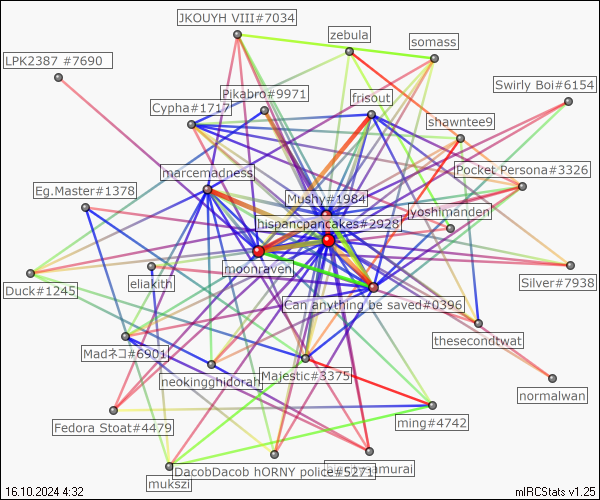 JKOUYH VIII#7034
zebula
somass
LPK2387 #7690
Swirly Boi#6154
Pikabro#9971
frisout
Cypha#1717
shawntee9
marcemadness
Pocket Persona#3326
Eg.Master#1378
Mushy#1984
yoshimanden
hispancpancakes#2928
moonraven
Duck#1245
eliakith
Silver#7938
Can anything be saved#0396
thesecondtwat
Madネコ#6901
Majestic#3375
neokingghidorah
normalwan
Fedora Stoat#4479
ming#4742
DacobDacob hORNY police#5271
amurai
mukszi
16.10.2024 4:32
mIRCStats v1.25